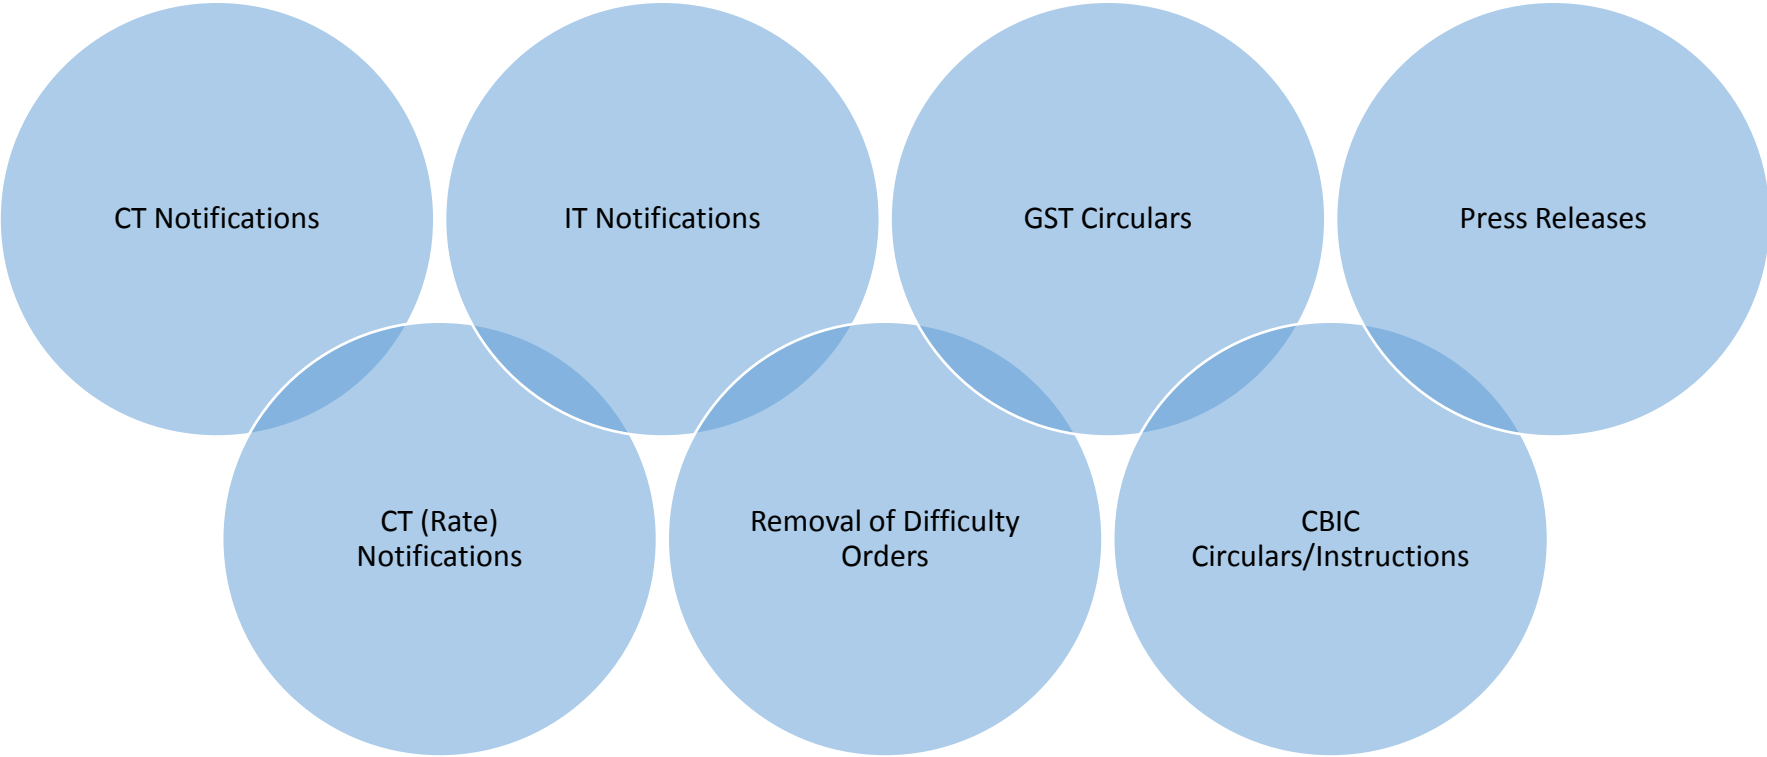 CT Notifications
IT Notifications
GST Circulars
Press Releases
CT (Rate)
Notifications
Removal of Difficulty
Orders
CBIC
Circulars/Instructions